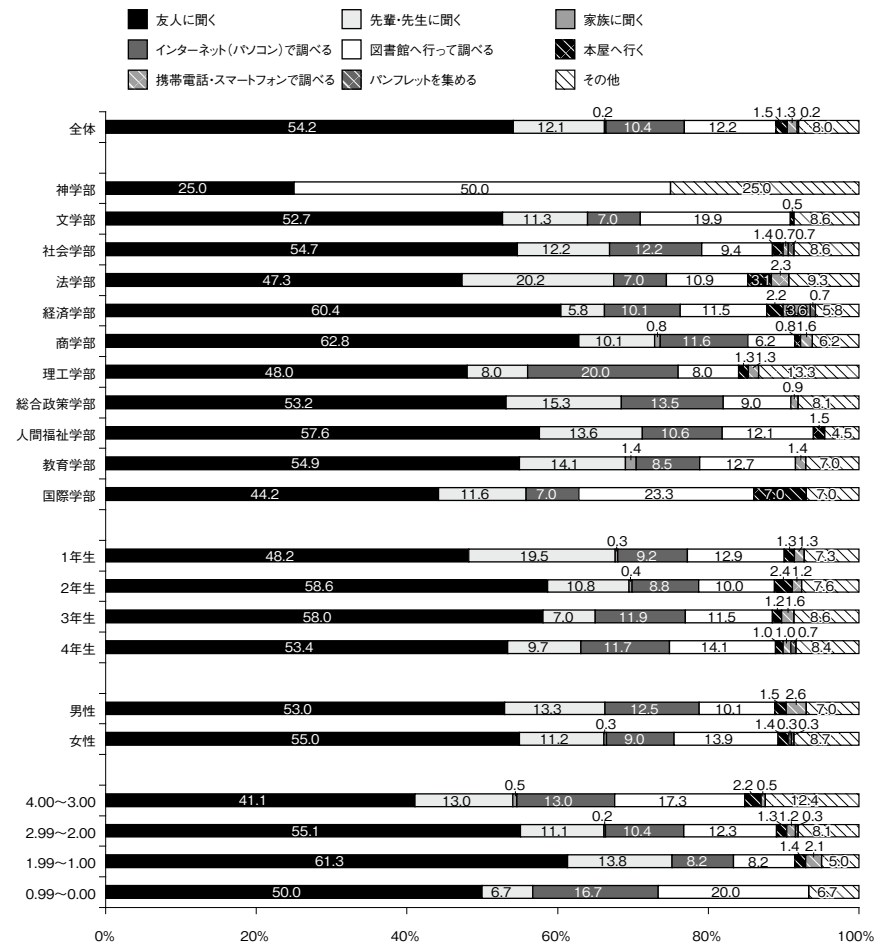 友人に聞く 先輩・先生に聞く 家族に聞く
インターネット(パソコン)で調べる 図書館へ行って調べる 本屋へ行く
携帯電話・スマートフォンで調べる パンフレットを集める その他
0.2 1.5 1.3 0.2
全体 54.2 12.1 10.4 12.2 8.0
神学部 25.0 50.0 25.0
0.5
文学部 52.7 11.3 7.0 19.9 8.6
1.4 0.7 0.7
社会学部 54.7 12.2 12.2 9.4 8.6
2.3
法学部 47.3 20.2 7.0 10.9 3.1 9.3
2.2 0.7
経済学部 60.4 5.8 10.1 11.5 3.6 5.8
0.8 0.8 1.6
商学部 62.8 10.1 11.6 6.2 6.2
1.3 1.3
理工学部 48.0 8.0 20.0 8.0 13.3
0.9
総合政策学部 53.2 15.3 13.5 9.0 8.1
1.5
人間福祉学部 57.6 13.6 10.6 12.1 4.5
1.4 1.4
教育学部 54.9 14.1 8.5 12.7 7.0
国際学部 44.2 11.6 7.0 23.3 7.0 7.0
0.3 1.3 1.3
1年生 48.2 19.5 9.2 12.9 7.3
0.4 2.4 1.2
2年生 58.6 10.8 8.8 10.0 7.6
1.2 1.6
3年生 58.0 7.0 11.9 11.5 8.6
1.0 1.0 0.7
4年生 53.4 9.7 11.7 14.1 8.4
1.5 2.6
男性 53.0 13.3 12.5 10.1 7.0
0.3 1.4 0.3 0.3
女性 55.0 11.2 9.0 13.9 8.7
0.5 2.2 0.5
4.00〜3.00 41.1 13.0 13.0 17.3 12.4
0.2 1.3 1.2 0.3
2.99〜2.00 55.1 11.1 10.4 12.3 8.1
1.4 2.1
1.99〜1.00 61.3 13.8 8.2 8.2 5.0
0.99〜0.00 50.0 6.7 16.7 20.0 6.7
0% 20% 40% 60% 80% 100%